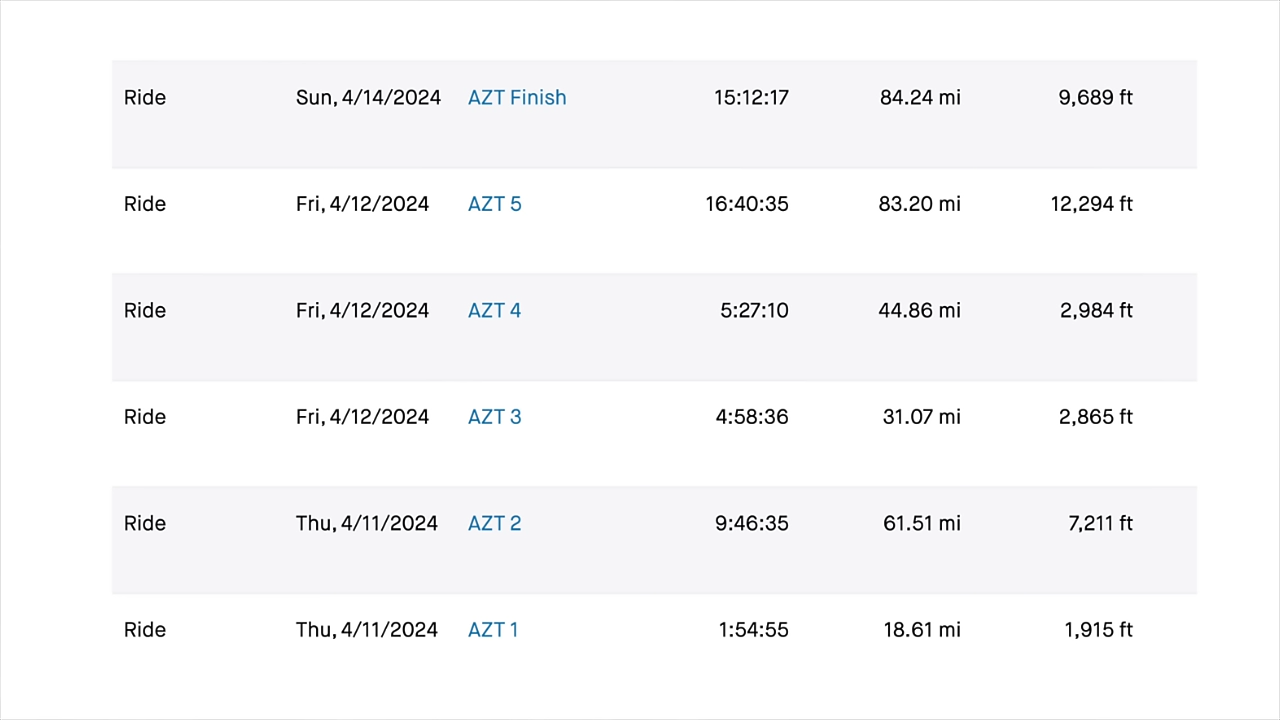 Ride Sun, 4/14/2024 AZT Finish 15:12:17 84.24 mi 9,689 ft
Ride Fri, 4/12/2024 AZT 5 16:40:35 83.20 mi 12,294 ft
Ride Fri, 4/12/2024 AZT 4 5:27:10 44.86 mi 2,984 ft
Ride Fri, 4/12/2024 AZT 3 4:58:36 31.07 mi 2,865 ft
Ride Thu, 4/11/2024 AZT 2 9:46:35 61.51 mi 7,211 ft
Ride Thu, 4/11/2024 AZT 1 1:54:55 18.61 mi 1,915 ft